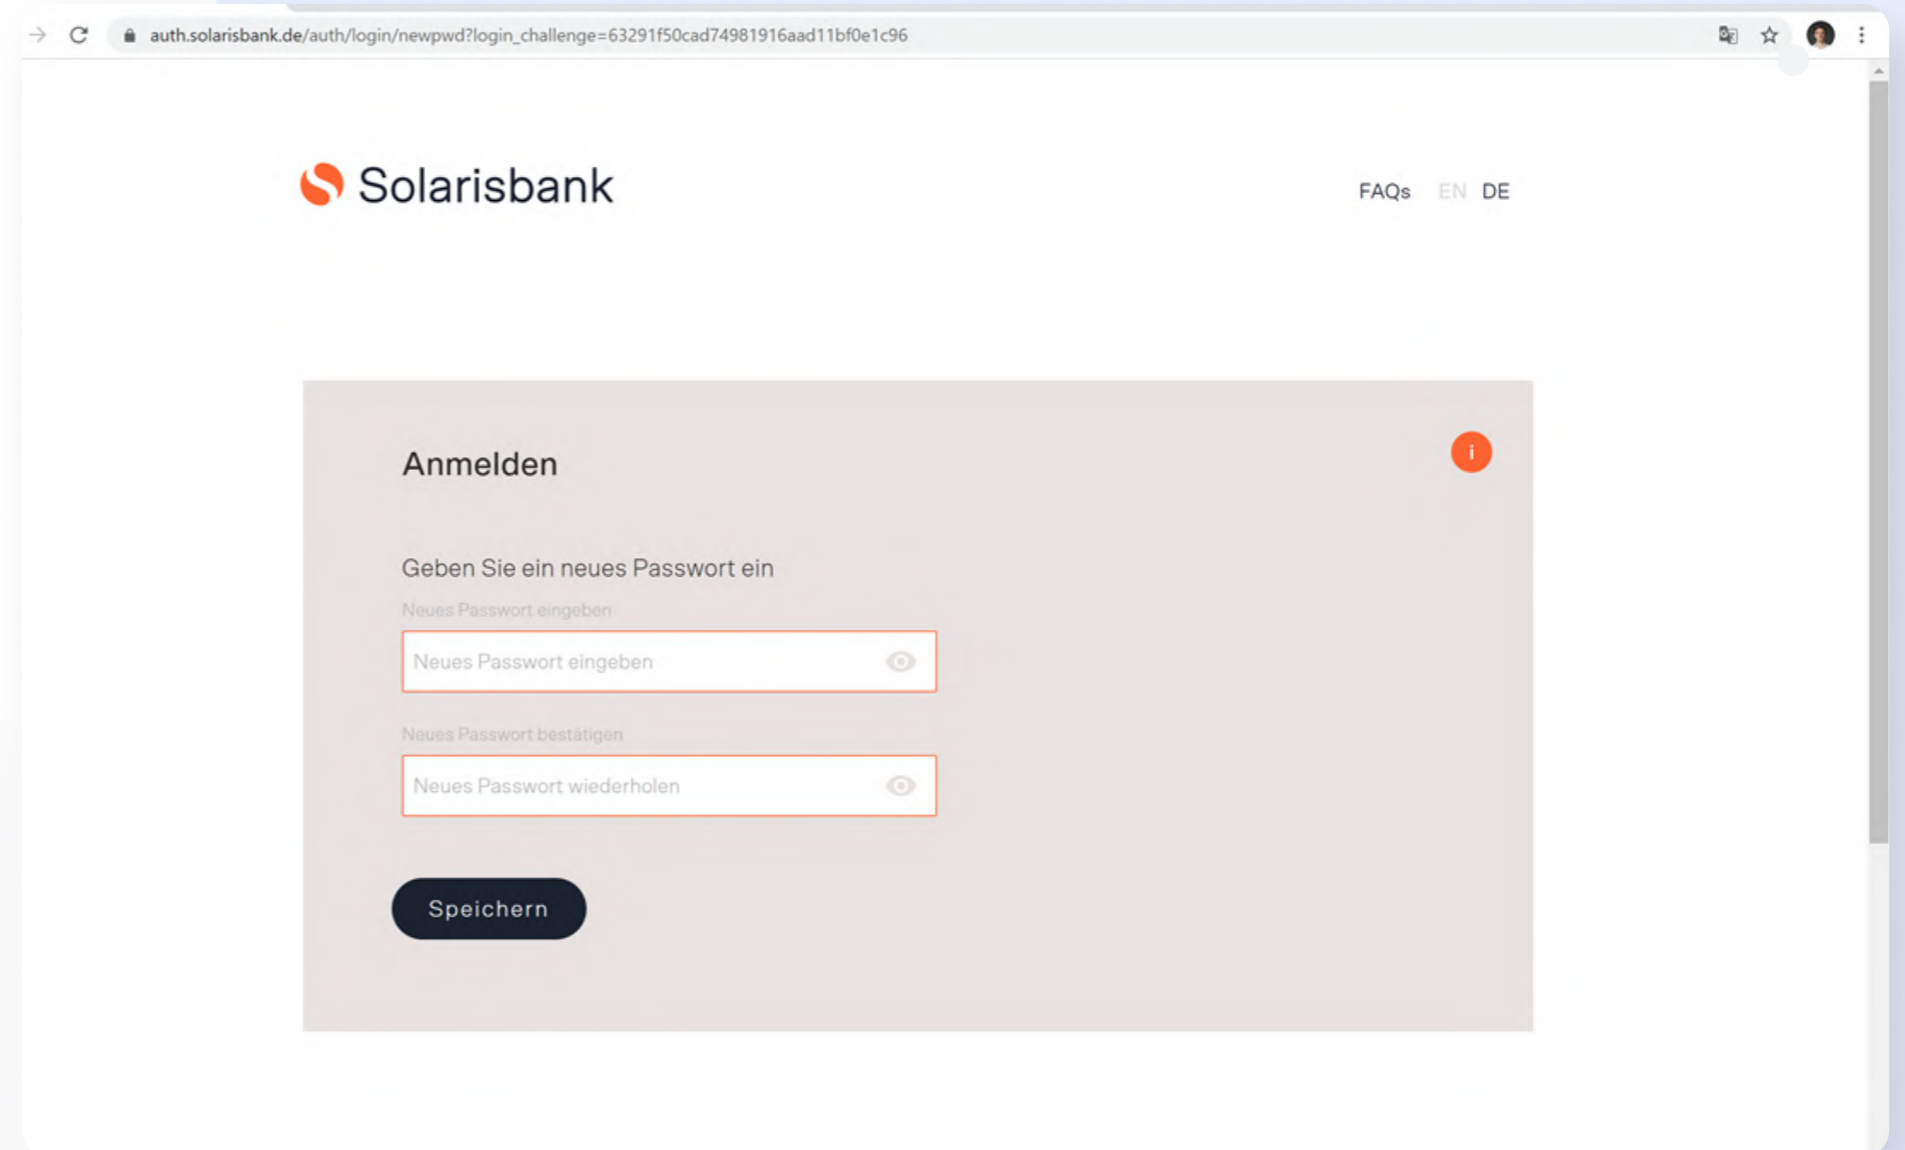 auth.solarisbank.de/auth/login/newpwd?login_challenge=63291f50cad74981916aad11bf0e1c96
Solarisbank
FAQs EN DE
Anmelden
i
Geben Sie ein neues Passwort ein
Neues Passwort eingeben
Neues Passwort eingeben
Neues Passwort bestätigen
Neues Passwort wiederholen
Speichern